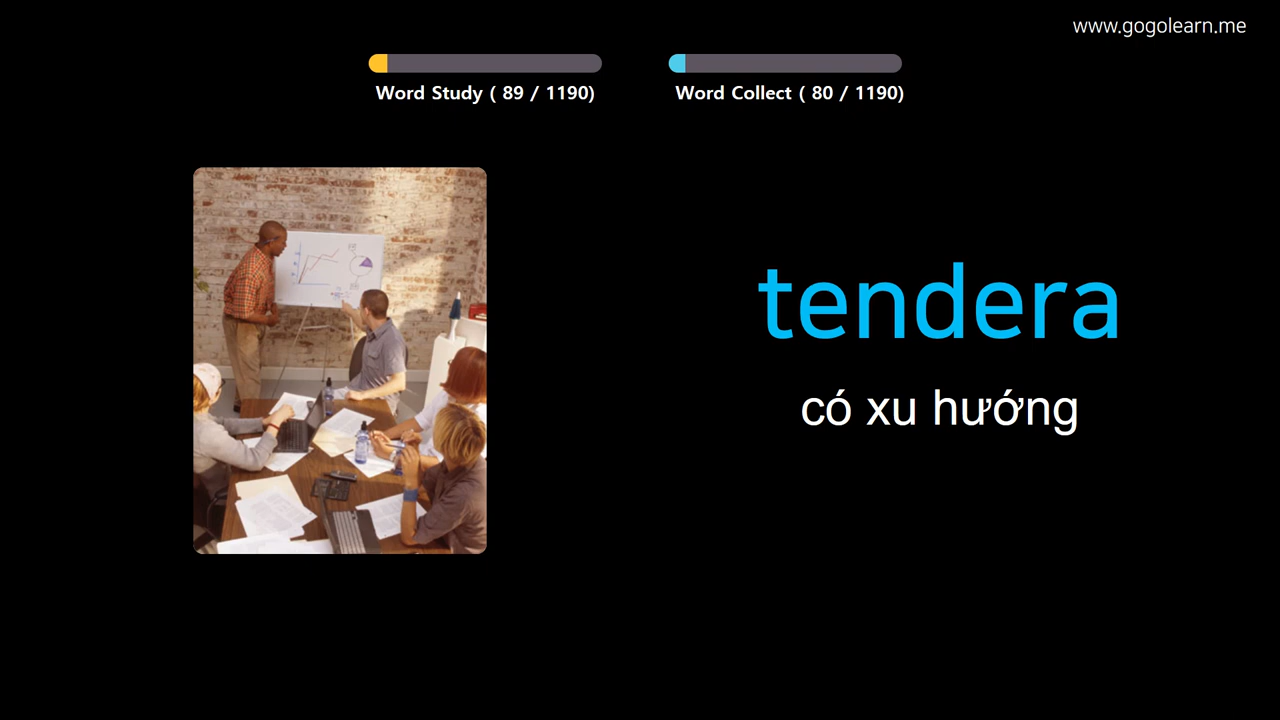 www.gogolearn.me
Word Study ( 89 / 1190)
Word Collect ( 80 / 1190)
tendera
có xu hướng